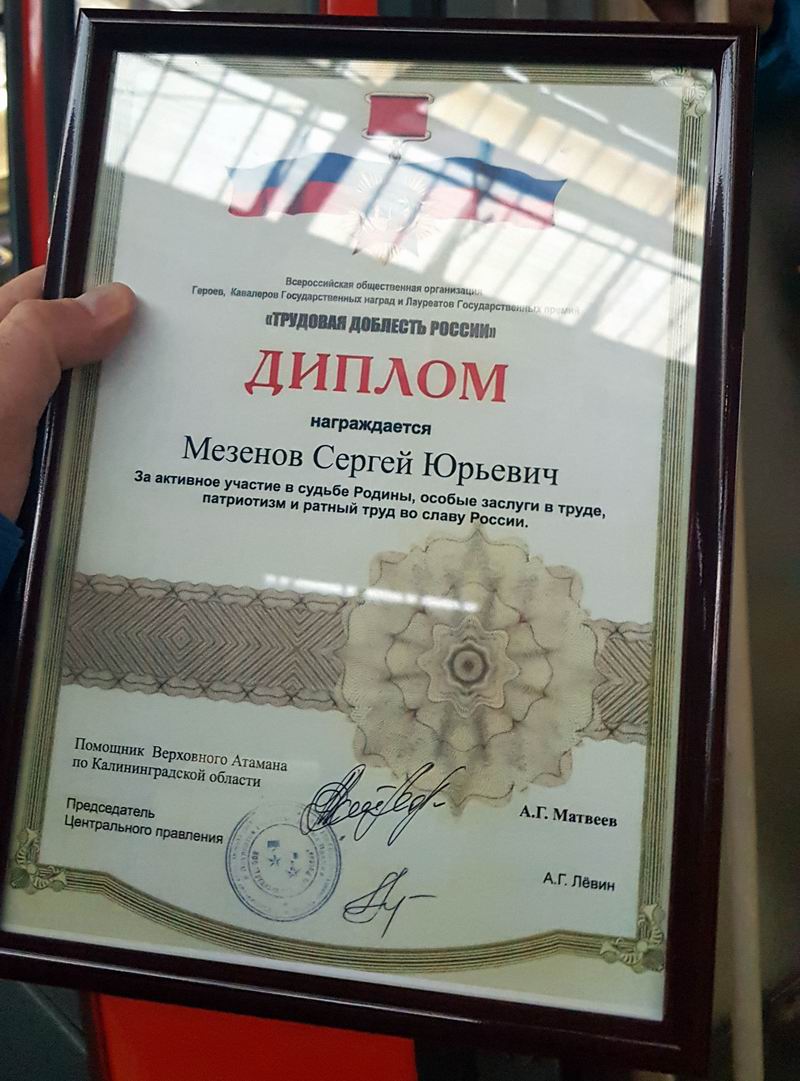 Всероссийская общественная организация
Героев, Кавалеров Государственных наград и Лауреатов Государственных премий
«ТРУДОВАЯ ДОБЛЕСТЬ РОССИИ»
ДИПЛОМ
награждается
Мезенов Сергей Юрьевич
За активное участие в судьбе Родины, особые заслуги в труде,
патриотизм и ратный труд во славу России.
Помощник Верховного Атамана
по Калининградской области
А.Г. Матвеев
Председатель
Центрального правления
А.Г. Лёвин